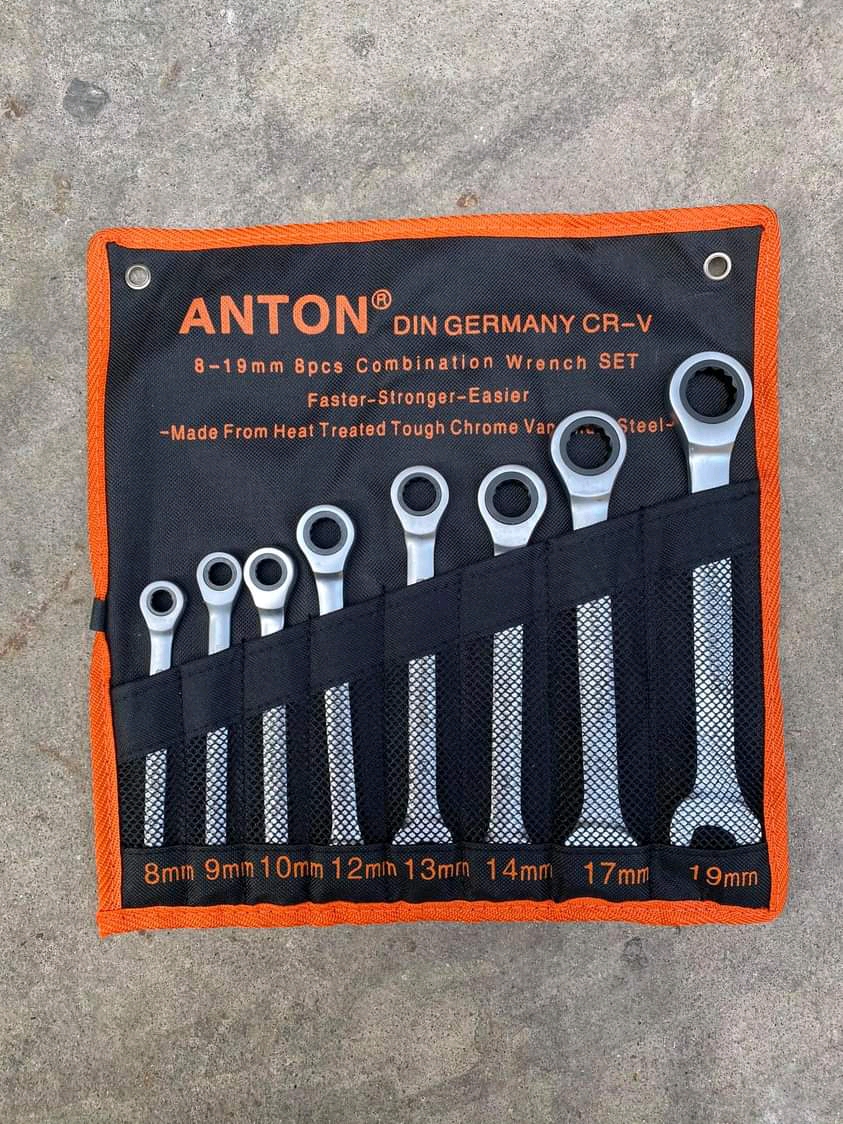 ANTON® DIN GERMANY CR-V
8-19mm 8pcs Combination Wrench SET
Faster-Stronger-Easier
-Made From Heat Treated Tough Chrome Steel-
8mm 9mm 10mm 12mm 13mm 14mm 17mm 19mm